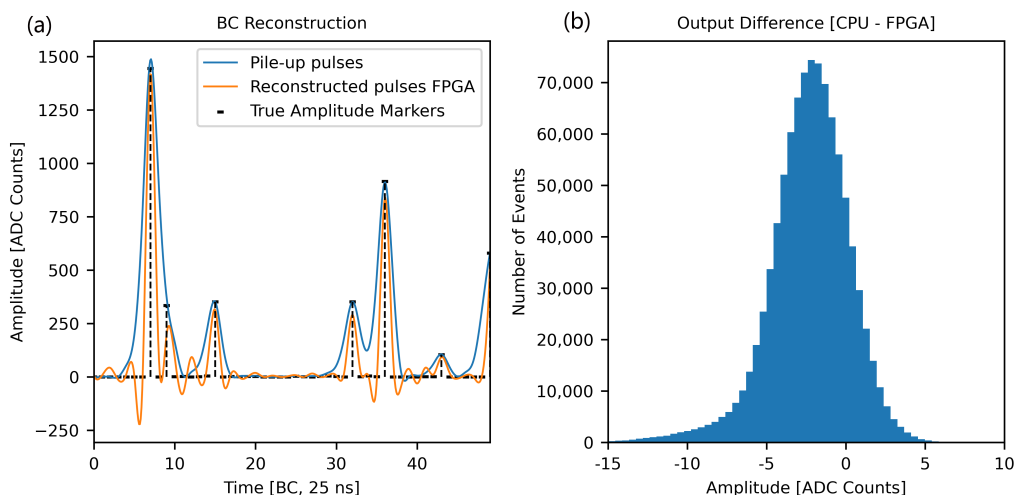 (a)
BC Reconstruction
Pile-up pulses
Reconstructed pulses FPGA
True Amplitude Markers
Amplitude [ADC Counts]
1500
1250
1000
750
500
250
0
−250
0 10 20 30 40
Time [BC, 25 ns]
(b)
Output Difference [CPU - FPGA]
Number of Events
70,000
60,000
50,000
40,000
30,000
20,000
10,000
0
-15 -10 -5 0 5 10
Amplitude [ADC Counts]